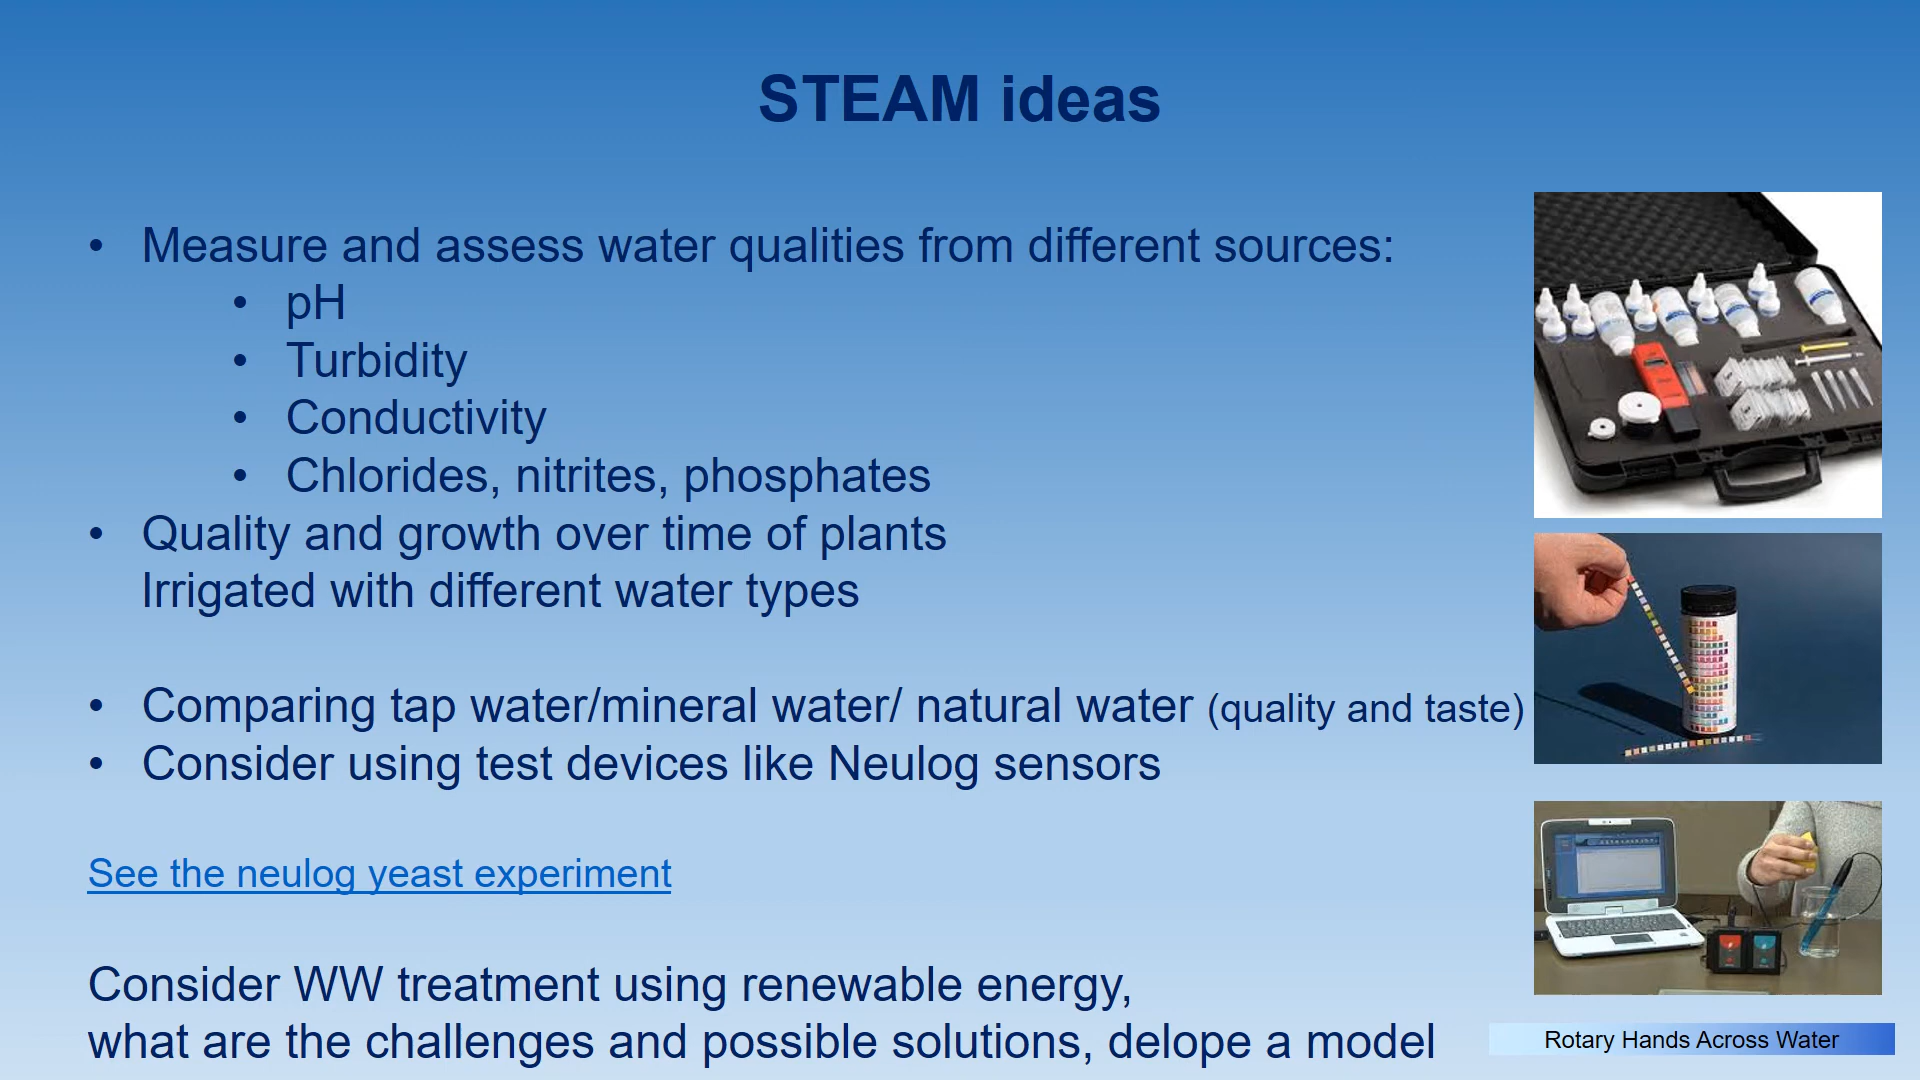 STEAM ideas
• Measure and assess water qualities from different sources:
• pH
• Turbidity
• Conductivity
• Chlorides, nitrites, phosphates
• Quality and growth over time of plants
Irrigated with different water types
• Comparing tap water/mineral water/ natural water (quality and taste)
• Consider using test devices like Neulog sensors
See the neulog yeast experiment
Consider WW treatment using renewable energy,
what are the challenges and possible solutions, delope a model
Rotary Hands Across Water